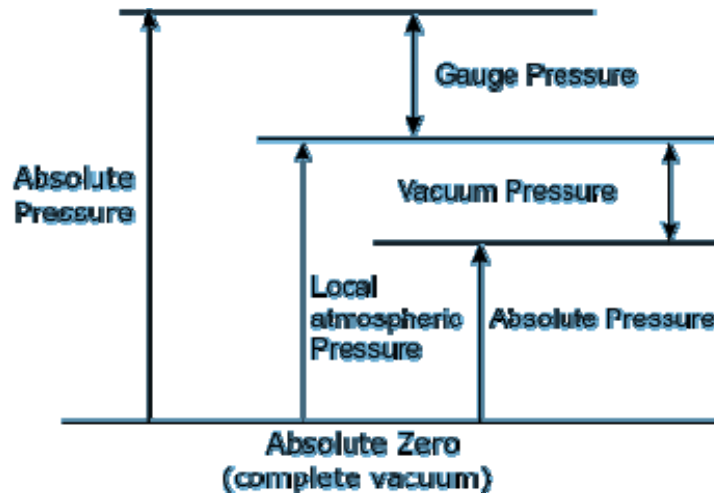 Gauge Pressure
Absolute
Pressure
Vacuum Pressure
Local
atmospheric
Pressure
Absolute Pressure
Absolute Zero
(complete vacuum)